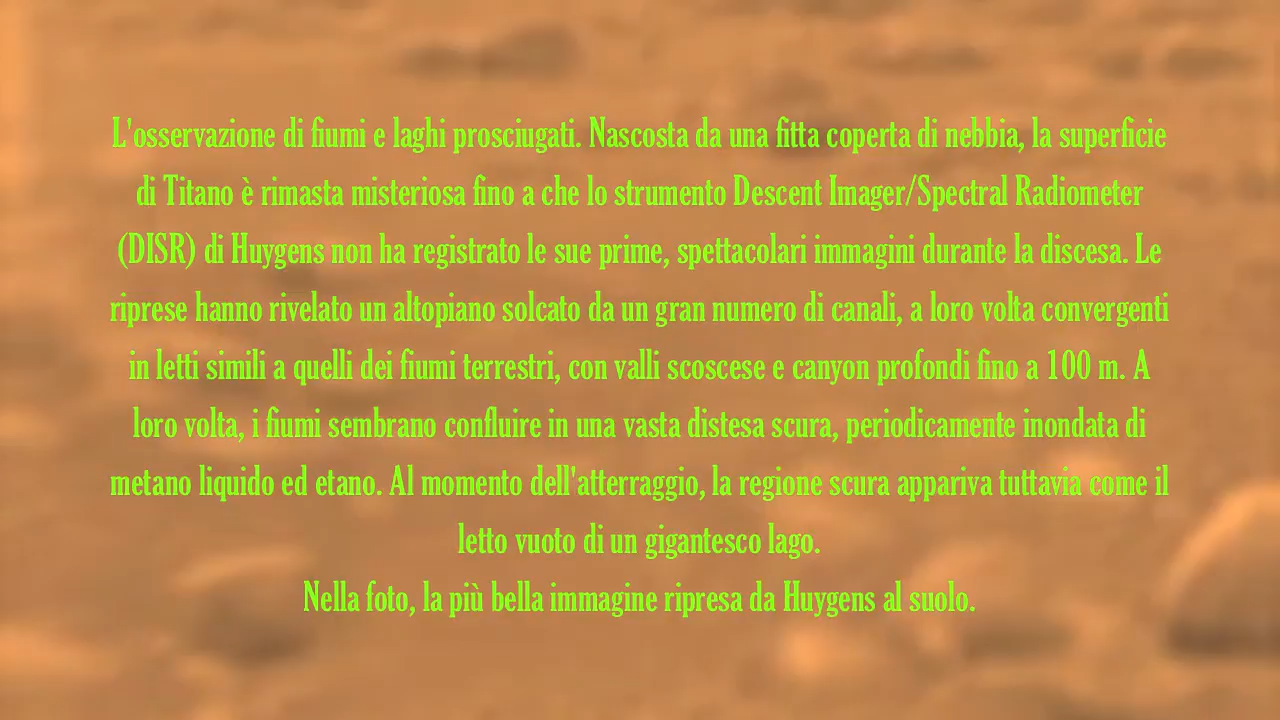 L'osservazione di fiumi e laghi prosciugati. Nascosta da una fitta coperta di nebbia, la superficie
di Titano è rimasta misteriosa fino a che lo strumento Descent Imager/Spectral Radiometer
(DISR) di Huygens non ha registrato le sue prime, spettacolari immagini durante la discesa. Le
riprese hanno rivelato un altopiano solcato da un gran numero di canali, a loro volta convergenti
in letti simili a quelli dei fiumi terrestri, con valli scoscese e canyon profondi fino a 100 m. A
loro volta, i fiumi sembrano confluire in una vasta distesa scura, periodicamente inondata di
metano liquido ed etano. Al momento dell'atterraggio, la regione scura appariva tuttavia come il
letto vuoto di un gigantesco lago.
Nella foto, la più bella immagine ripresa da Huygens al suolo.